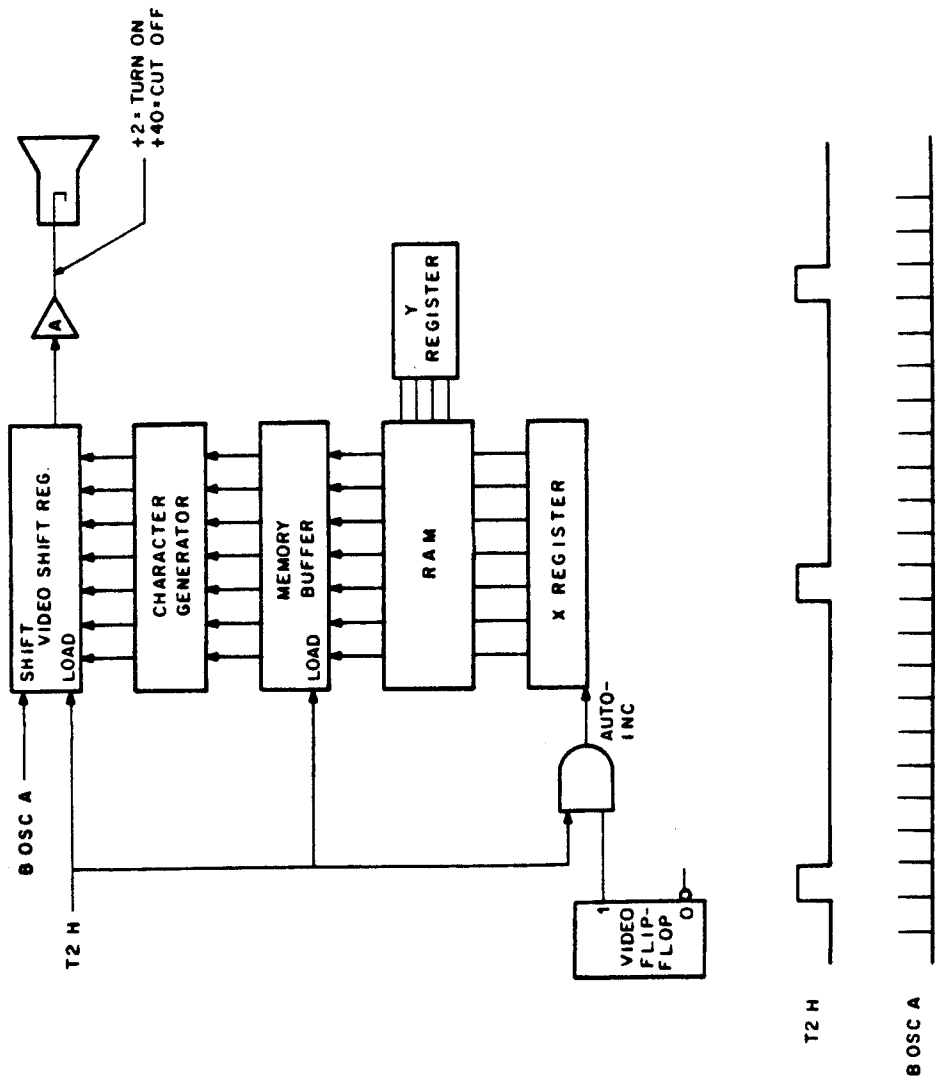 B OSC A
T2 H
SHIFT
VIDEO SHIFT REG.
LOAD
A
+2= TURN ON
+40= CUT OFF
CHARACTER
GENERATOR
MEMORY
BUFFER
LOAD
RAM
Y
REGISTER
X REGISTER
AUTO-
INC
1
VIDEO
FLIP-
FLOP
0
T2 H
B OSC A